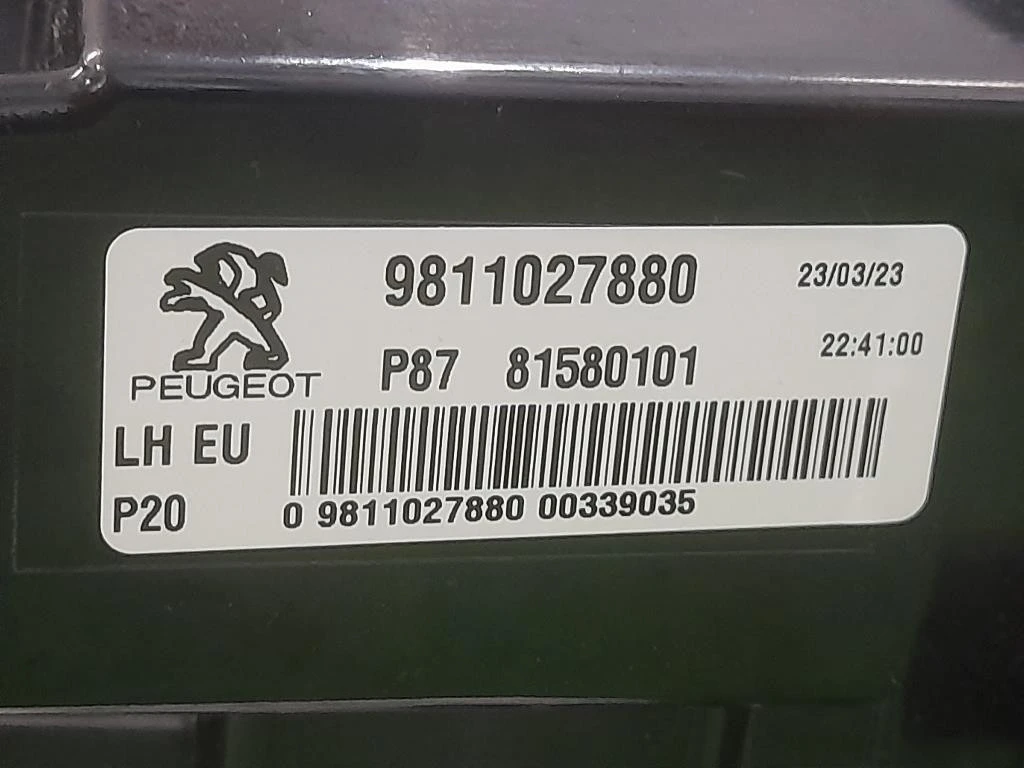 9811027880 23/03/23
P87 81580101 22:41:00
PEUGEOT
LH EU
P20
0 9811027880 00339035